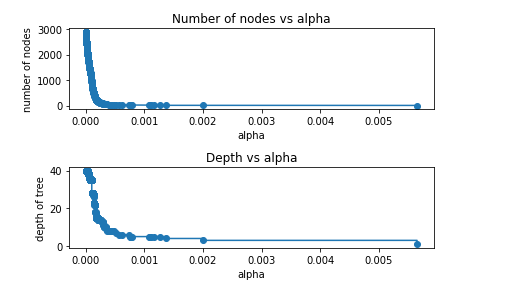 Number of nodes vs alpha
number of nodes
3000
2000
1000
0
0.000 0.001 0.002 0.003 0.004 0.005
alpha
Depth vs alpha
depth of tree
40
20
0
0.000 0.001 0.002 0.003 0.004 0.005
alpha